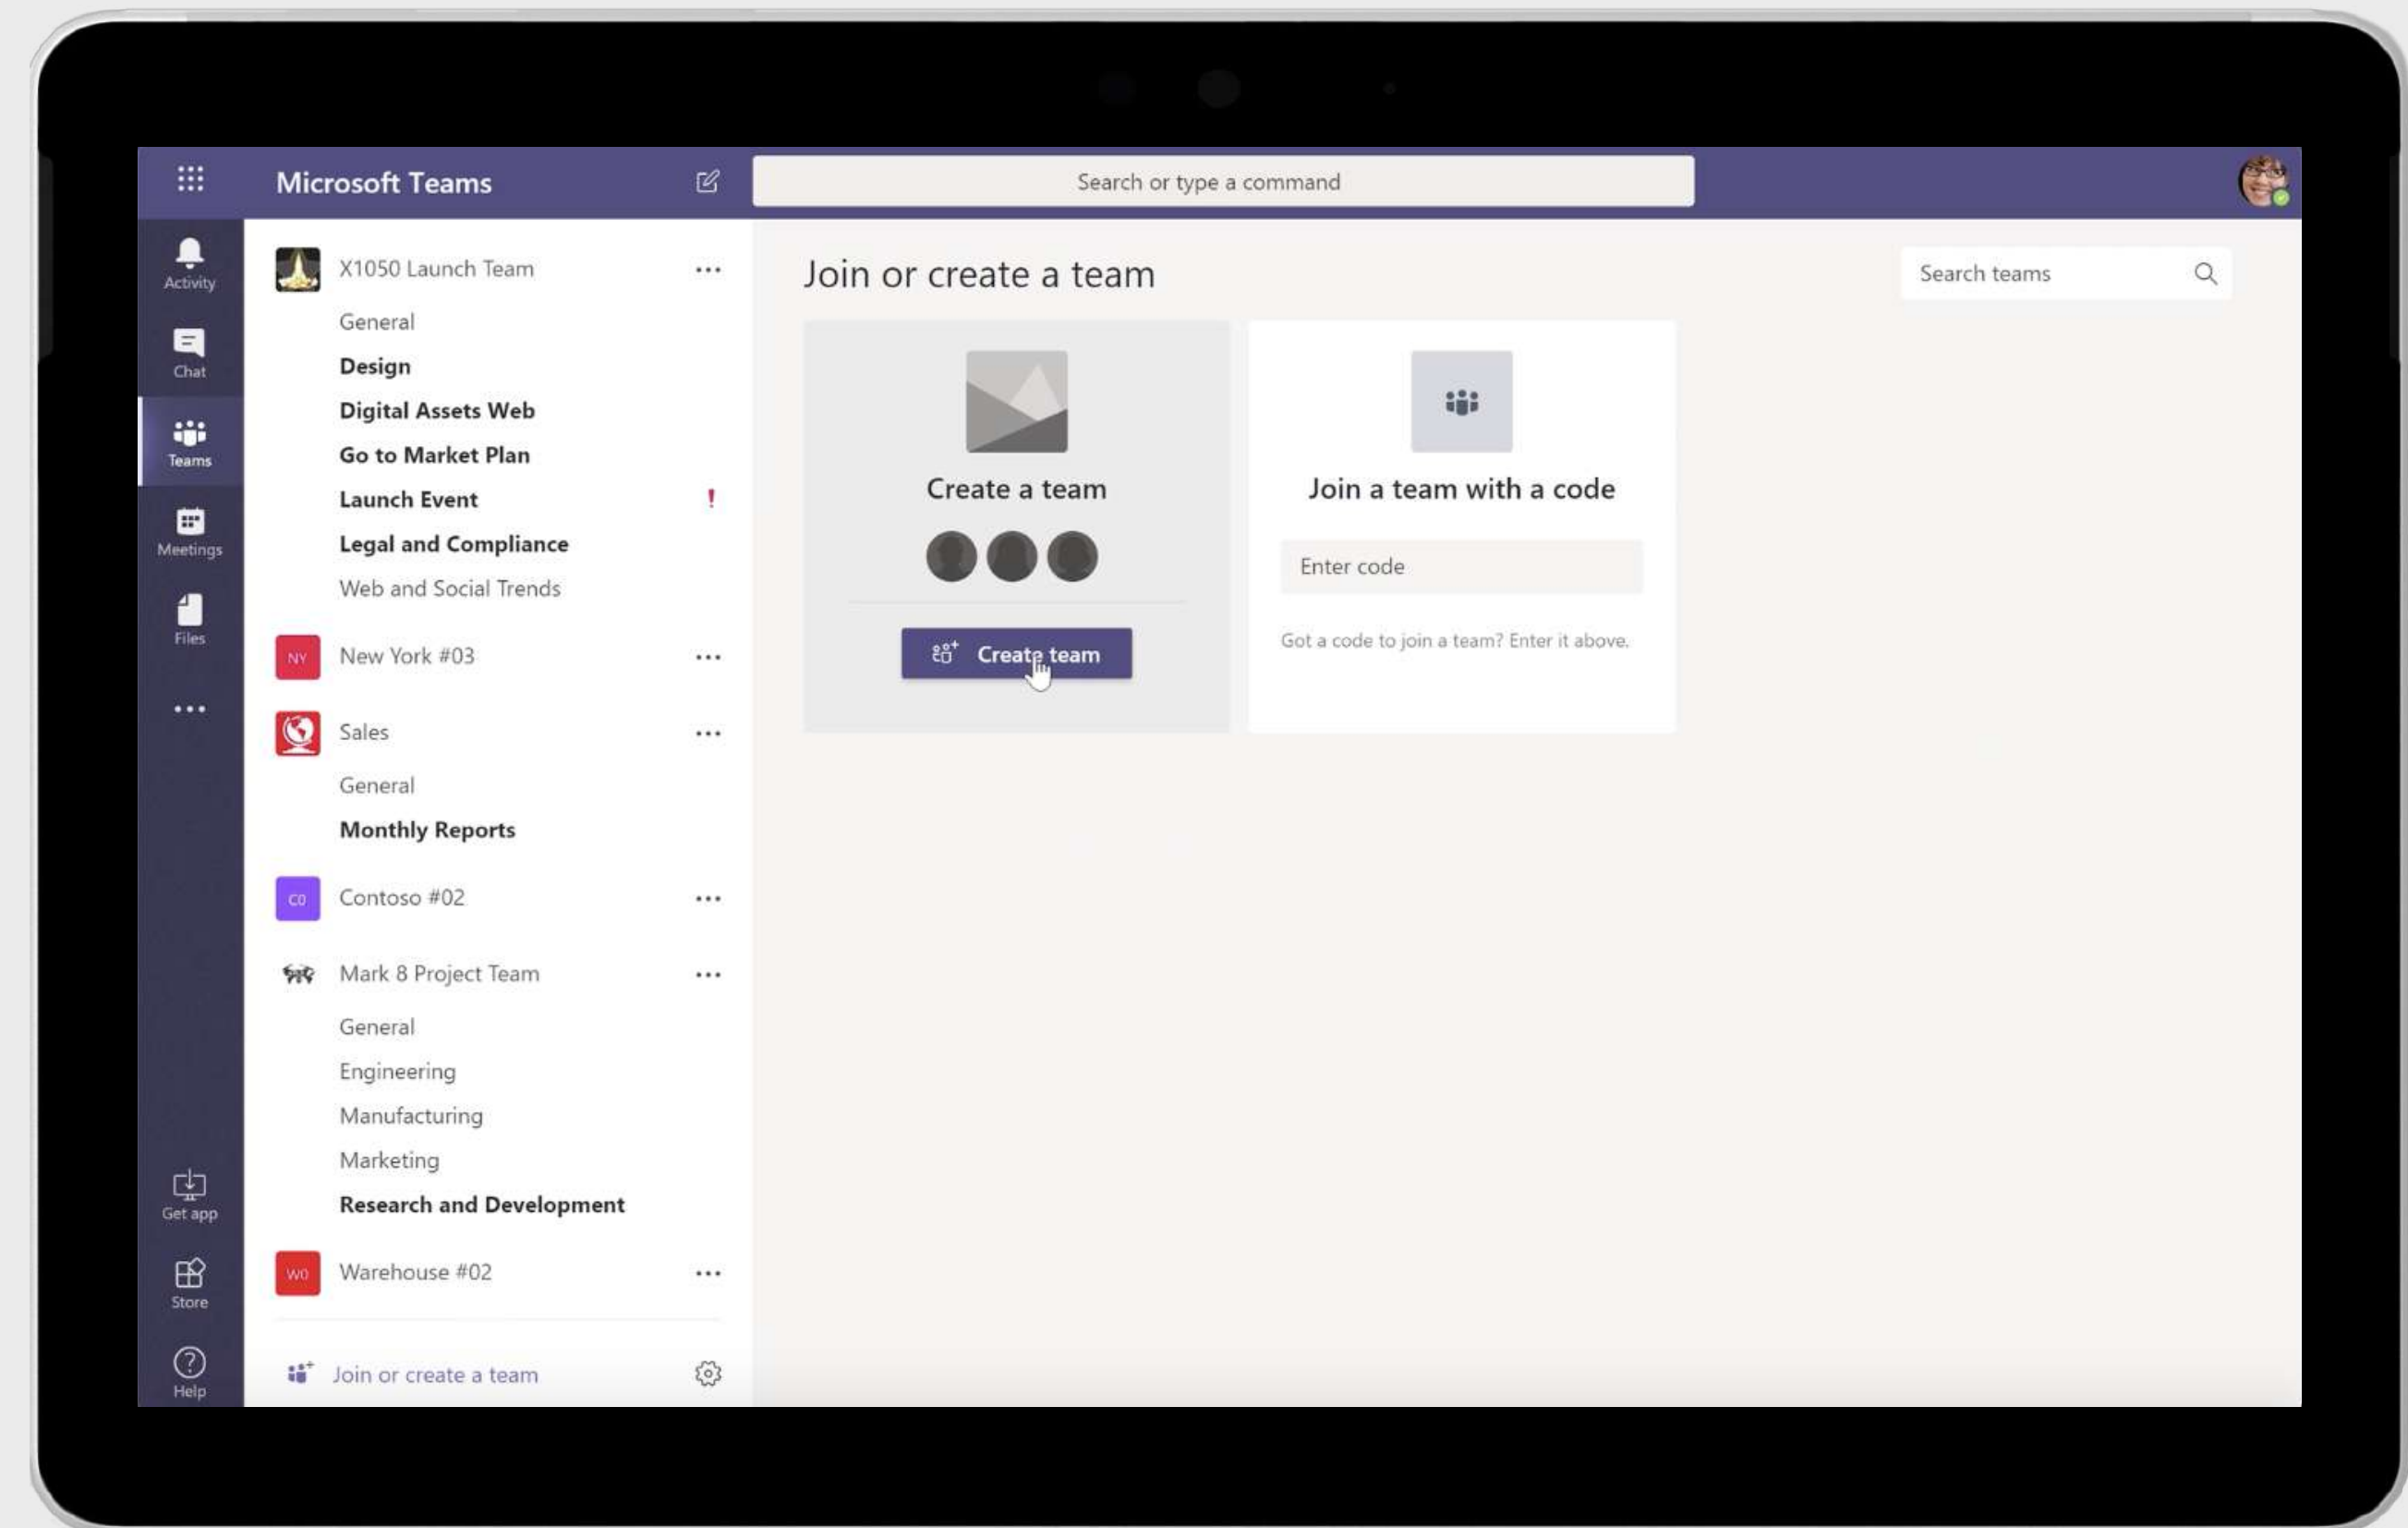 Microsoft Teams
Search or type a command
Activity
Chat
Teams
Meetings
Files
Get app
Store
Help
X1050 Launch Team
General
Design
Digital Assets Web
Go to Market Plan
Launch Event !
Legal and Compliance
Web and Social Trends
NY New York #03
Sales
General
Monthly Reports
C0 Contoso #02
Mark 8 Project Team
General
Engineering
Manufacturing
Marketing
Research and Development
W0 Warehouse #02
Join or create a team
Join or create a team
Search teams
Create a team
Create team
Join a team with a code
Enter code
Got a code to join a team? Enter it above.